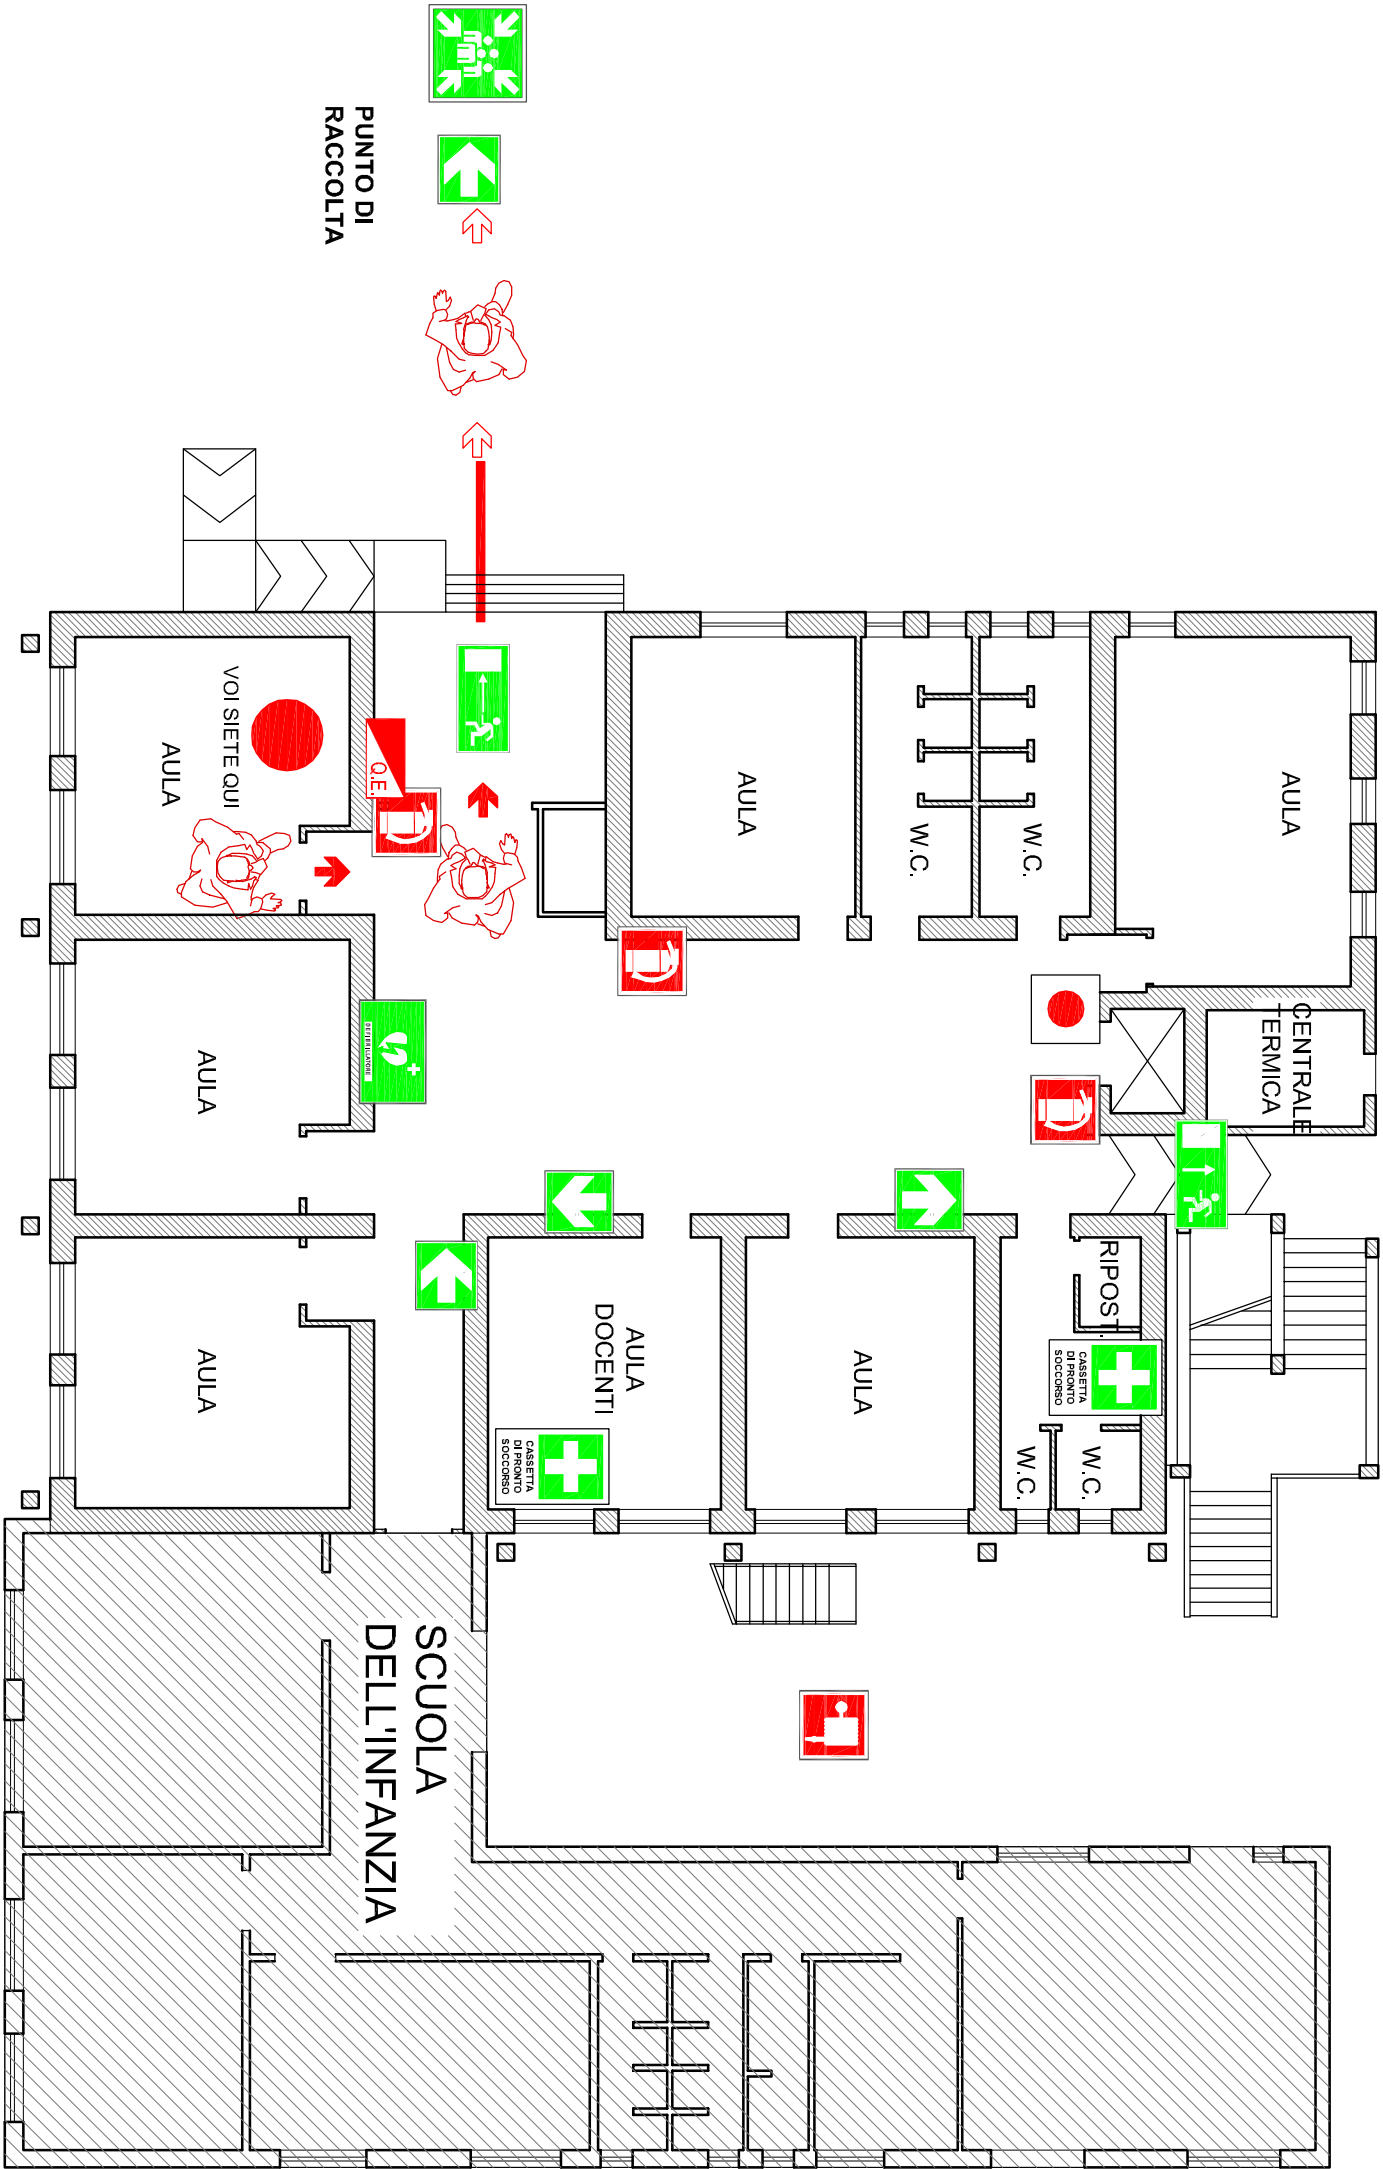 PUNTO DI
RACCOLTA
VOI SIETE QUI
AULA
Q.E.
AULA
W.C.
W.C.
AULA
CENTRALE
TERMICA
DEFIBRILLATORE
AULA
AULA
AULA
DOCENTI
CASSETTA
DI PRONTO
SOCCORSO
AULA
RIPOST.
CASSETTA
DI PRONTO
SOCCORSO
W.C.
W.C.
SCUOLA
DELL'INFANZIA